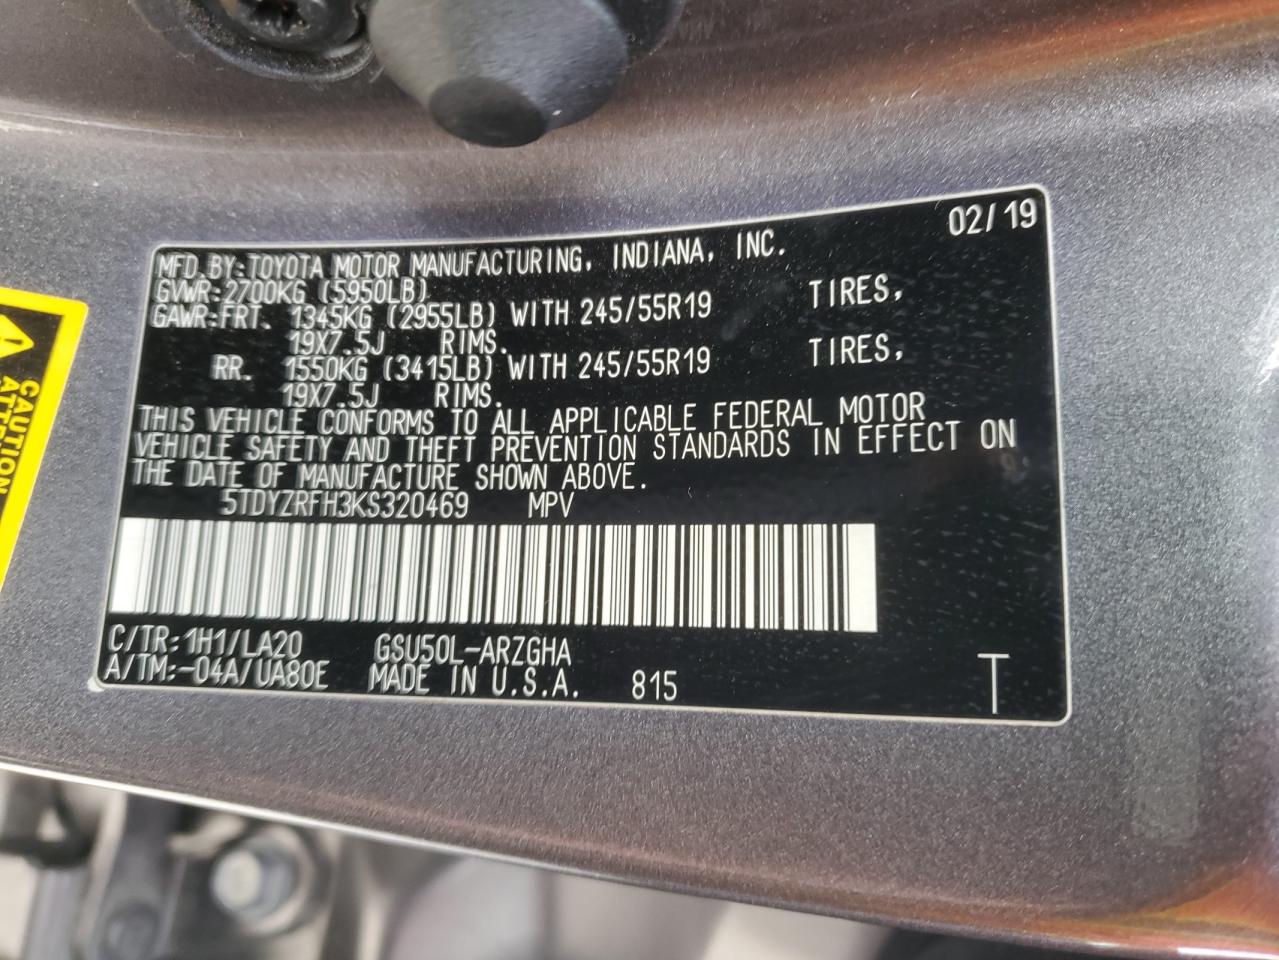 02/19
MFD.BY:TOYOTA MOTOR MANUFACTURING, INDIANA, INC.
GVWR:2700KG (5950LB)
GAWR:FRT. 1345KG (2955LB) WITH 245/55R19 TIRES,
19X7.5J RIMS.
RR. 1550KG (3415LB) WITH 245/55R19 TIRES,
19X7.5J RIMS.
THIS VEHICLE CONFORMS TO ALL APPLICABLE FEDERAL MOTOR
VEHICLE SAFETY AND THEFT PREVENTION STANDARDS IN EFFECT ON
THE DATE OF MANUFACTURE SHOWN ABOVE.
5TDYZRFH3KS320469 MPV
C/TR:1H1/LA20 GSU50L-ARZGHA
A/TM:-04A/UA80E MADE IN U.S.A. 815 T
CAUTION